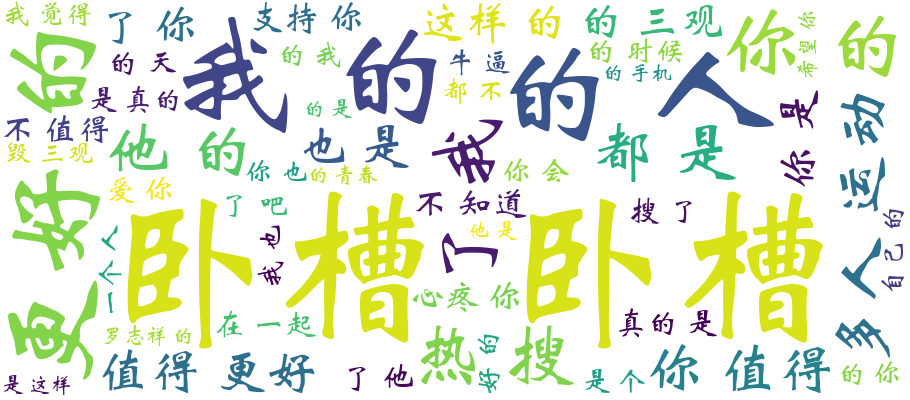 我 觉得
了 你
支持 你
这样 的
的 三观
你
的
希望 你
的
我
的
的 人
的 我
牛 逼
的 时候
的 天
的 手机
是 真的
的 是
都 不
不 值得
毁 三观
他 的
也 是
我
都 是
你 是
运动
你 也
的 青春
你 会
爱 你
了 吧
不 知道
搜 了
更 好
一个 人
我 也
他 是
了
卧 槽
卧 槽
多 人
自己 的
心疼 你
真的 是
罗志祥 的
在 一起
热 搜
好 的
是 这样
值得 更好
了 他
是 个
你 值得
的 你